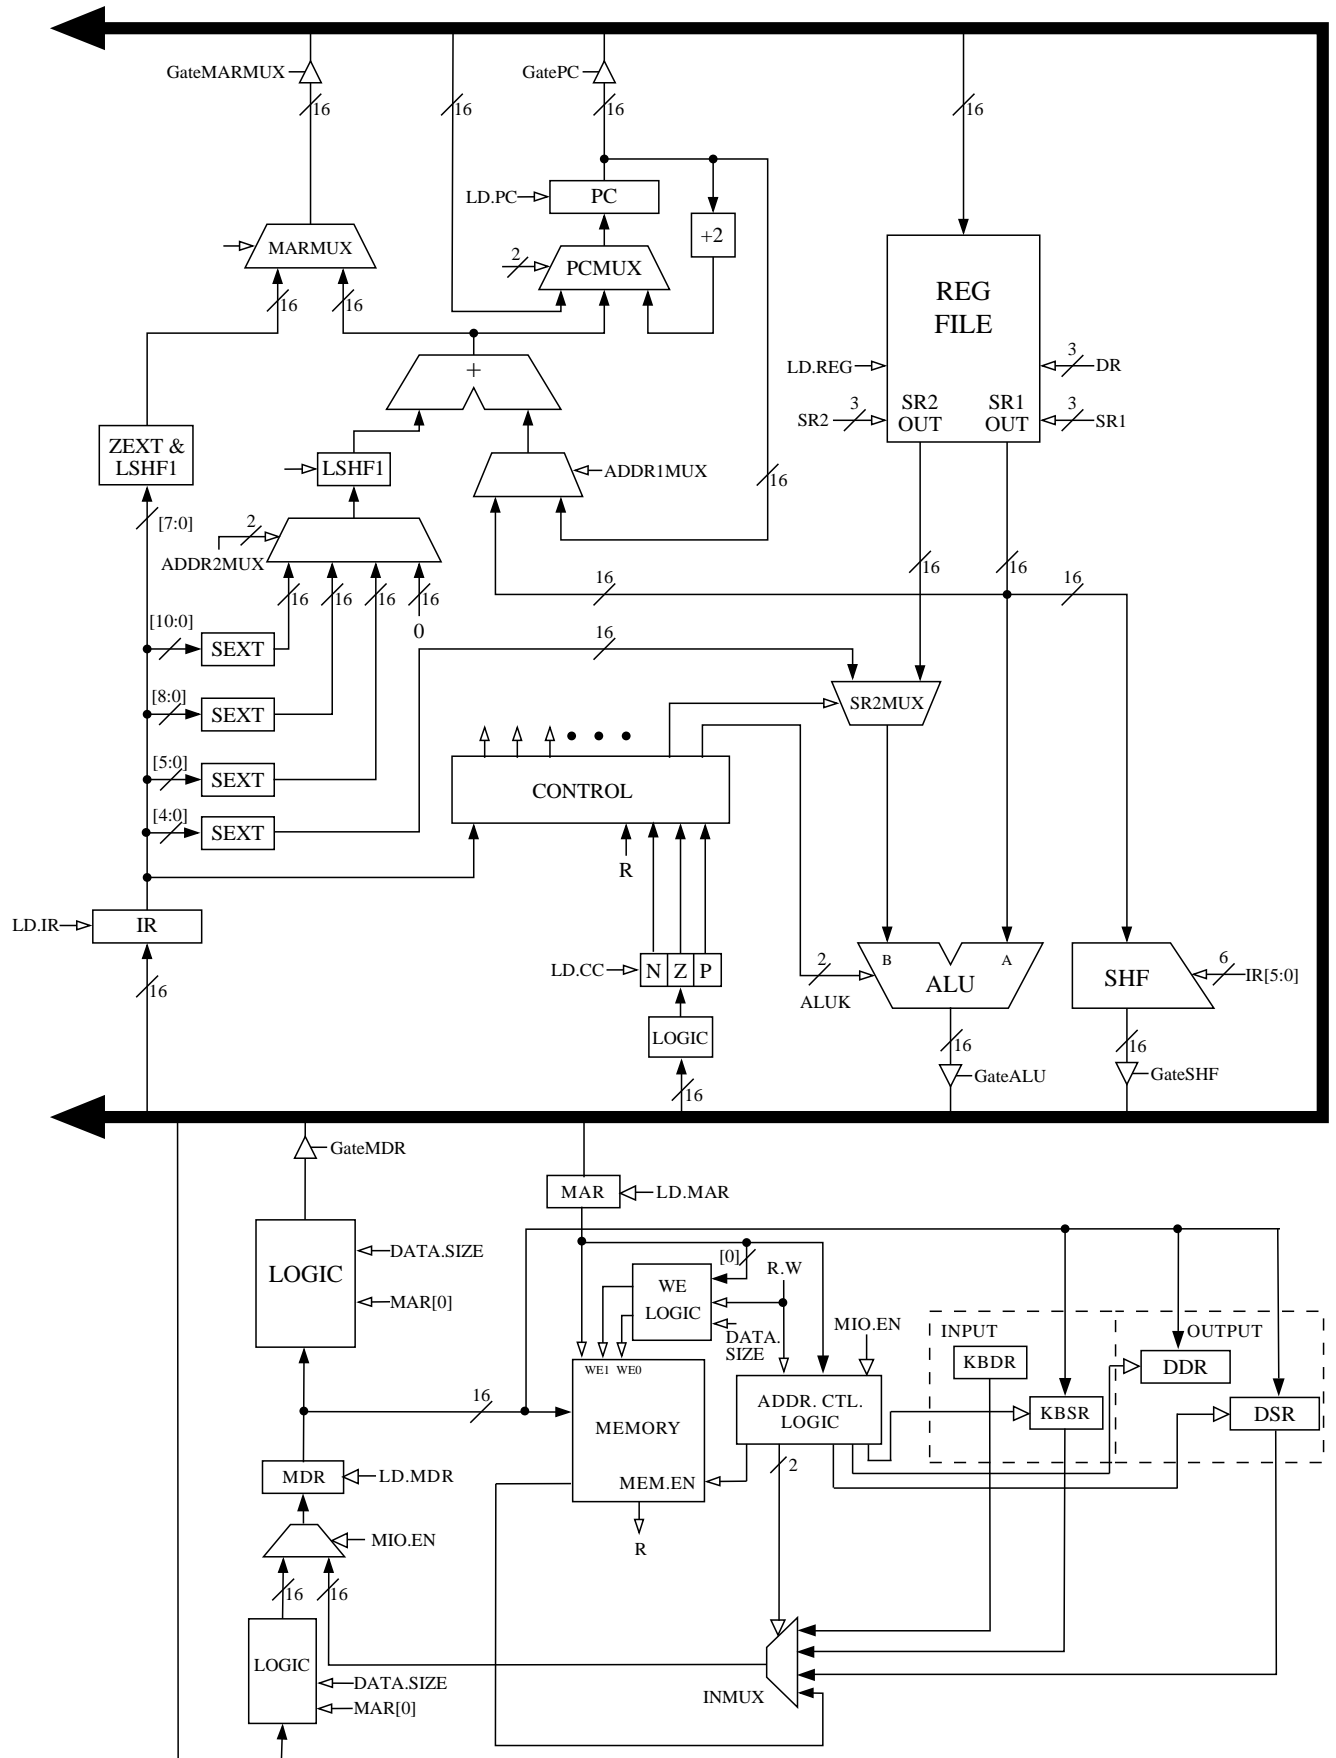 GateMARMUX
GatePC
16
16
16
16
LD.PC
PC
+2
MARMUX
2
PCMUX
16
16
REG
FILE
+
LD.REG
3
DR
SR2
3
SR2
OUT
SR1
OUT
3
SR1
ZEXT &
LSHF1
LSHF1
ADDR1MUX
16
[7:0]
2
ADDR2MUX
16
16
16
16
0
16
16
16
16
[10:0]
SEXT
16
[8:0]
SEXT
SR2MUX
[5:0]
SEXT
CONTROL
[4:0]
SEXT
R
LD.IR
IR
16
LD.CC
N Z P
LOGIC
16
2
ALUK
B
A
ALU
16
GateALU
SHF
6
IR[5:0]
16
GateSHF
GateMDR
MAR
LD.MAR
LOGIC
DATA.SIZE
MAR[0]
[0]
R.W
WE
LOGIC
DATA.
SIZE
MIO.EN
INPUT
KBDR
KBSR
OUTPUT
DDR
DSR
WE1 WE0
MEMORY
MEM.EN
R
ADDR. CTL.
LOGIC
2
16
MDR
LD.MDR
MIO.EN
16
16
LOGIC
DATA.SIZE
MAR[0]
INMUX